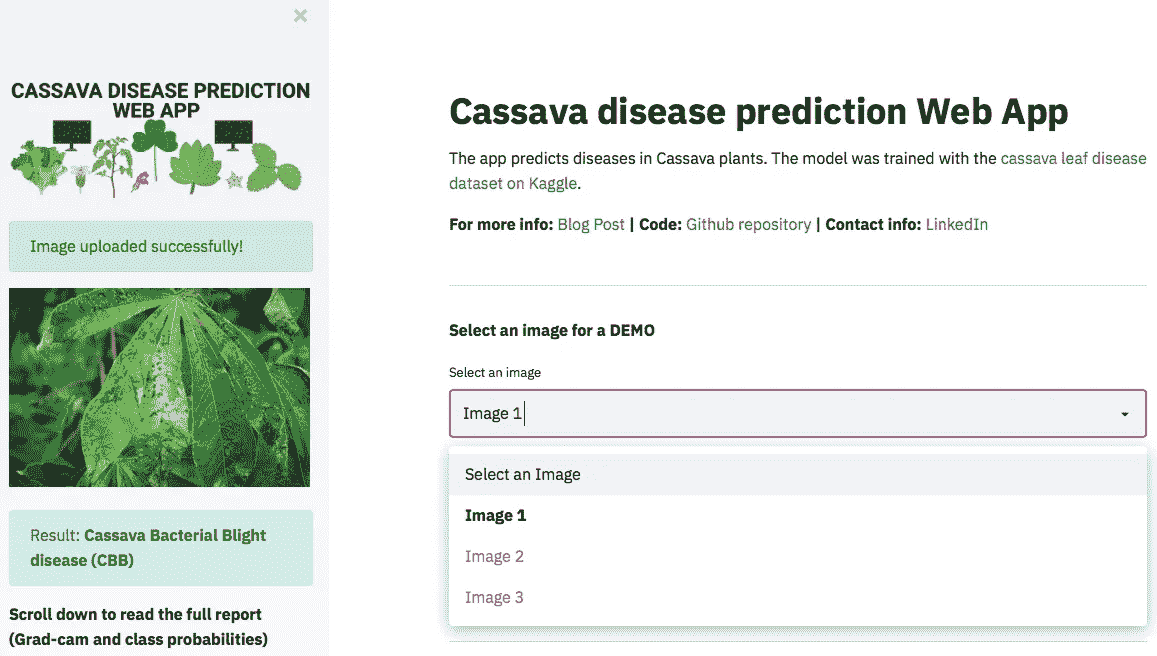 ×
CASSAVA DISEASE PREDICTION
WEB APP
Image uploaded successfully!
Result: Cassava Bacterial Blight
disease (CBB)
Scroll down to read the full report
(Grad-cam and class probabilities)
Cassava disease prediction Web App
The app predicts diseases in Cassava plants. The model was trained with the cassava leaf disease
dataset on Kaggle.
For more info: Blog Post | Code: Github repository | Contact info: LinkedIn
Select an image for a DEMO
Select an image
Image 1
Select an Image
Image 1
Image 2
Image 3